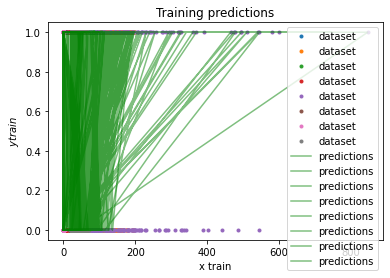 Training predictions
1.0
0.8
0.6
0.4
0.2
0.0
ytrain
0
200
400
600
800
x train
dataset
dataset
dataset
dataset
dataset
dataset
dataset
dataset
predictions
predictions
predictions
predictions
predictions
predictions
predictions
predictions